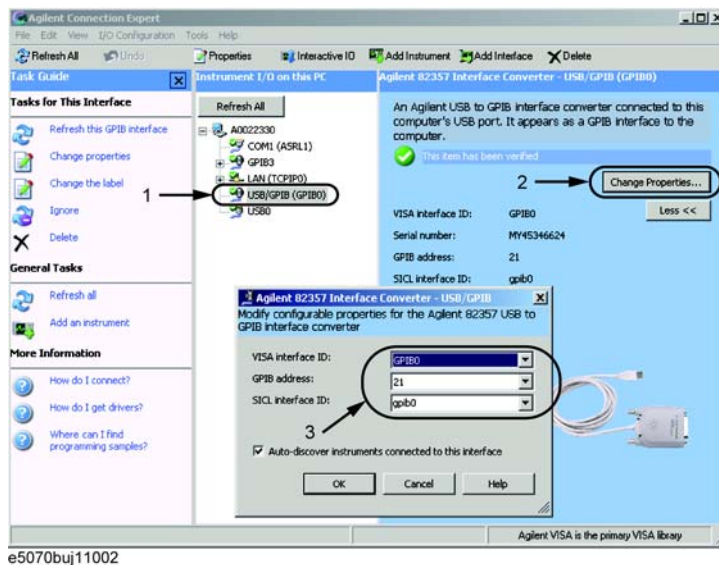 Agilent Connection Expert
File Edit View I/O Configuration Tools Help
Refresh All Undo Properties Interactive IO Add Instrument Add Interface Delete
Task Guide
Tasks for This Interface
Refresh this GPIB interface
Change properties
Change the label
Ignore
Delete
General Tasks
Refresh all
Add an instrument
More Information
How do I connect?
How do I get drivers?
Where can I find
programming samples?
1
Instrument I/O on this PC
Refresh All
A0022330
COM1 (ASRL1)
GPIB3
LAN (TCPIP0)
USB/GPIB (GPIB0)
USB0
Agilent 82357 Interface Converter - USB/GPIB (GPIB0)
An Agilent USB to GPIB interface converter connected to this
computer's USB port. It appears as a GPIB interface to the
computer.
This item has been verified
2
Change Properties...
Less <<
VISA interface ID: GPIB0
Serial number: MY45346624
GPIB address: 21
SICL interface ID: gpib0
Agilent 82357 Interface Converter - USB/GPIB
Modify configurable properties for the Agilent 82357 USB to
GPIB interface converter
VISA interface ID: GPIB0
GPIB address: 21
SICL interface ID: gpib0
3
Auto-discover instruments connected to this interface
OK Cancel Help
Agilent VISA is the primary VISA library
e5070buj11002